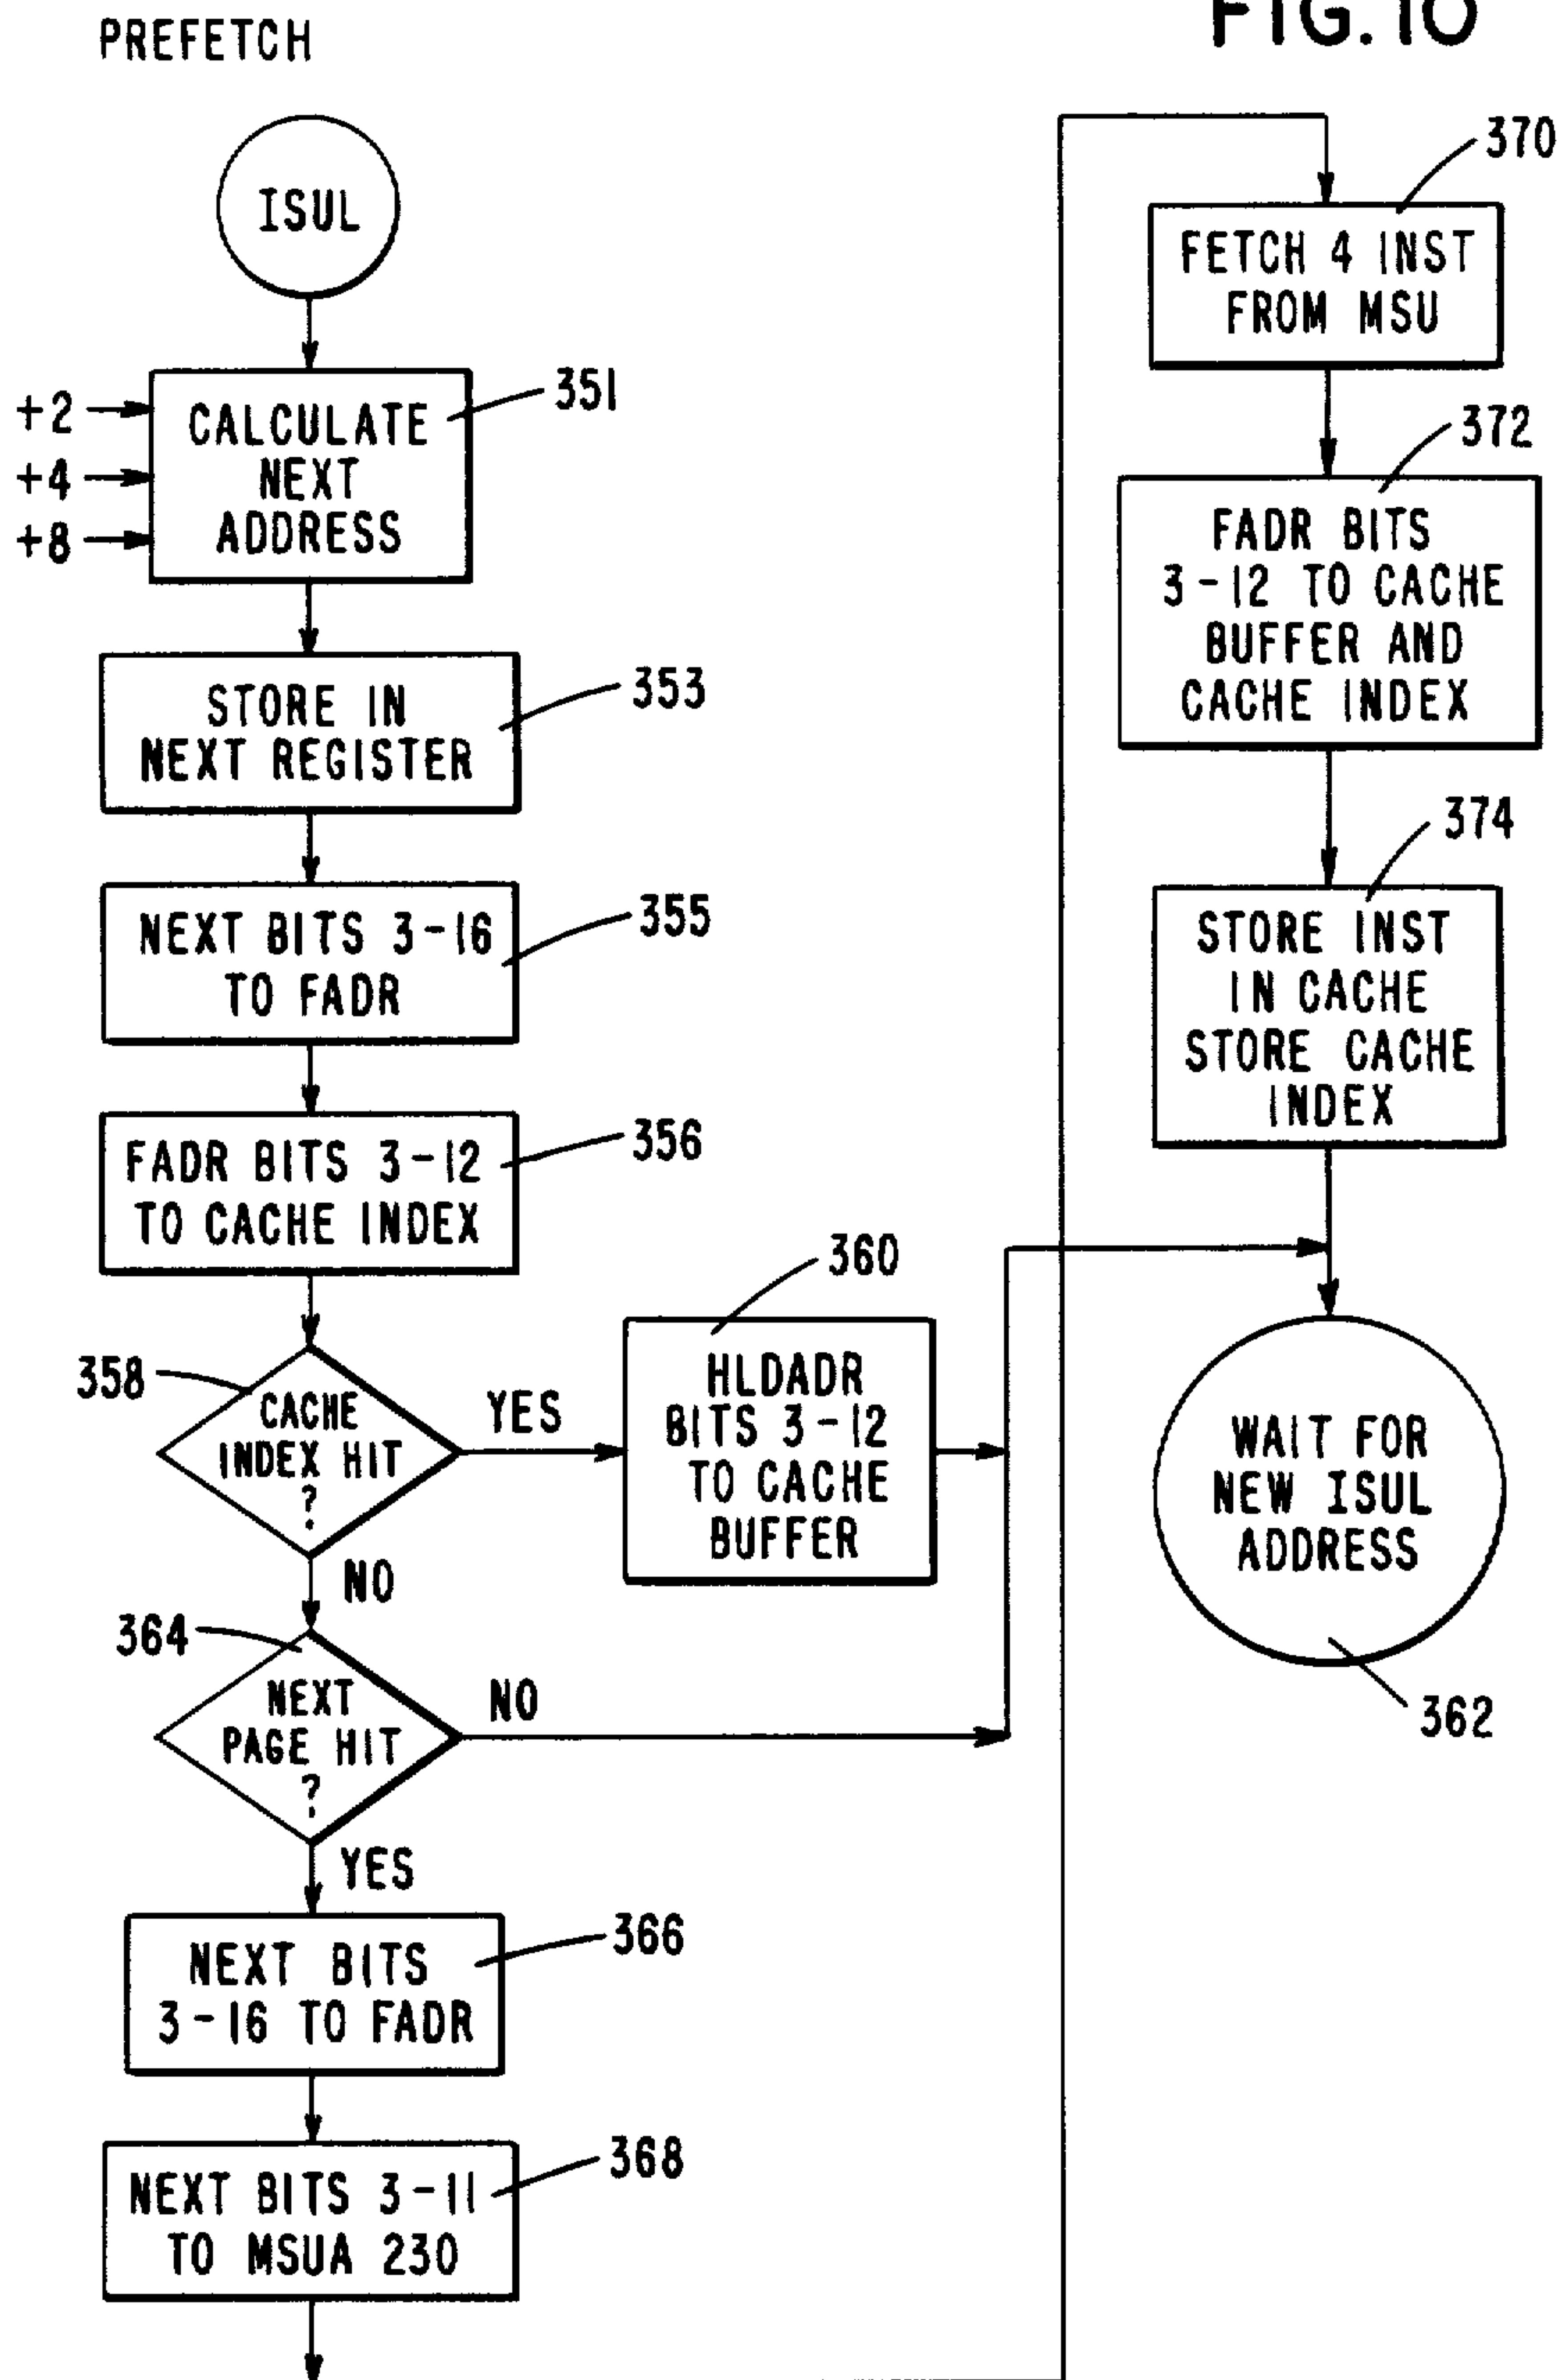 PREFETCH
FIG. 10
ISUL
+2
+4
+8
CALCULATE
NEXT
ADDRESS
351
STORE IN
NEXT REGISTER
353
NEXT BITS 3-16
TO FADR
355
FADR BITS 3-12
TO CACHE INDEX
356
358
CACHE
INDEX HIT
?
YES
NO
360
HLDADR
BITS 3-12
TO CACHE
BUFFER
364
NEXT
PAGE HIT
?
NO
YES
NEXT BITS
3-16 TO FADR
366
NEXT BITS 3-11
TO MSUA 230
368
370
FETCH 4 INST
FROM MSU
372
FADR BITS
3-12 TO CACHE
BUFFER AND
CACHE INDEX
374
STORE INST
IN CACHE
STORE CACHE
INDEX
WAIT FOR
NEW ISUL
ADDRESS
362